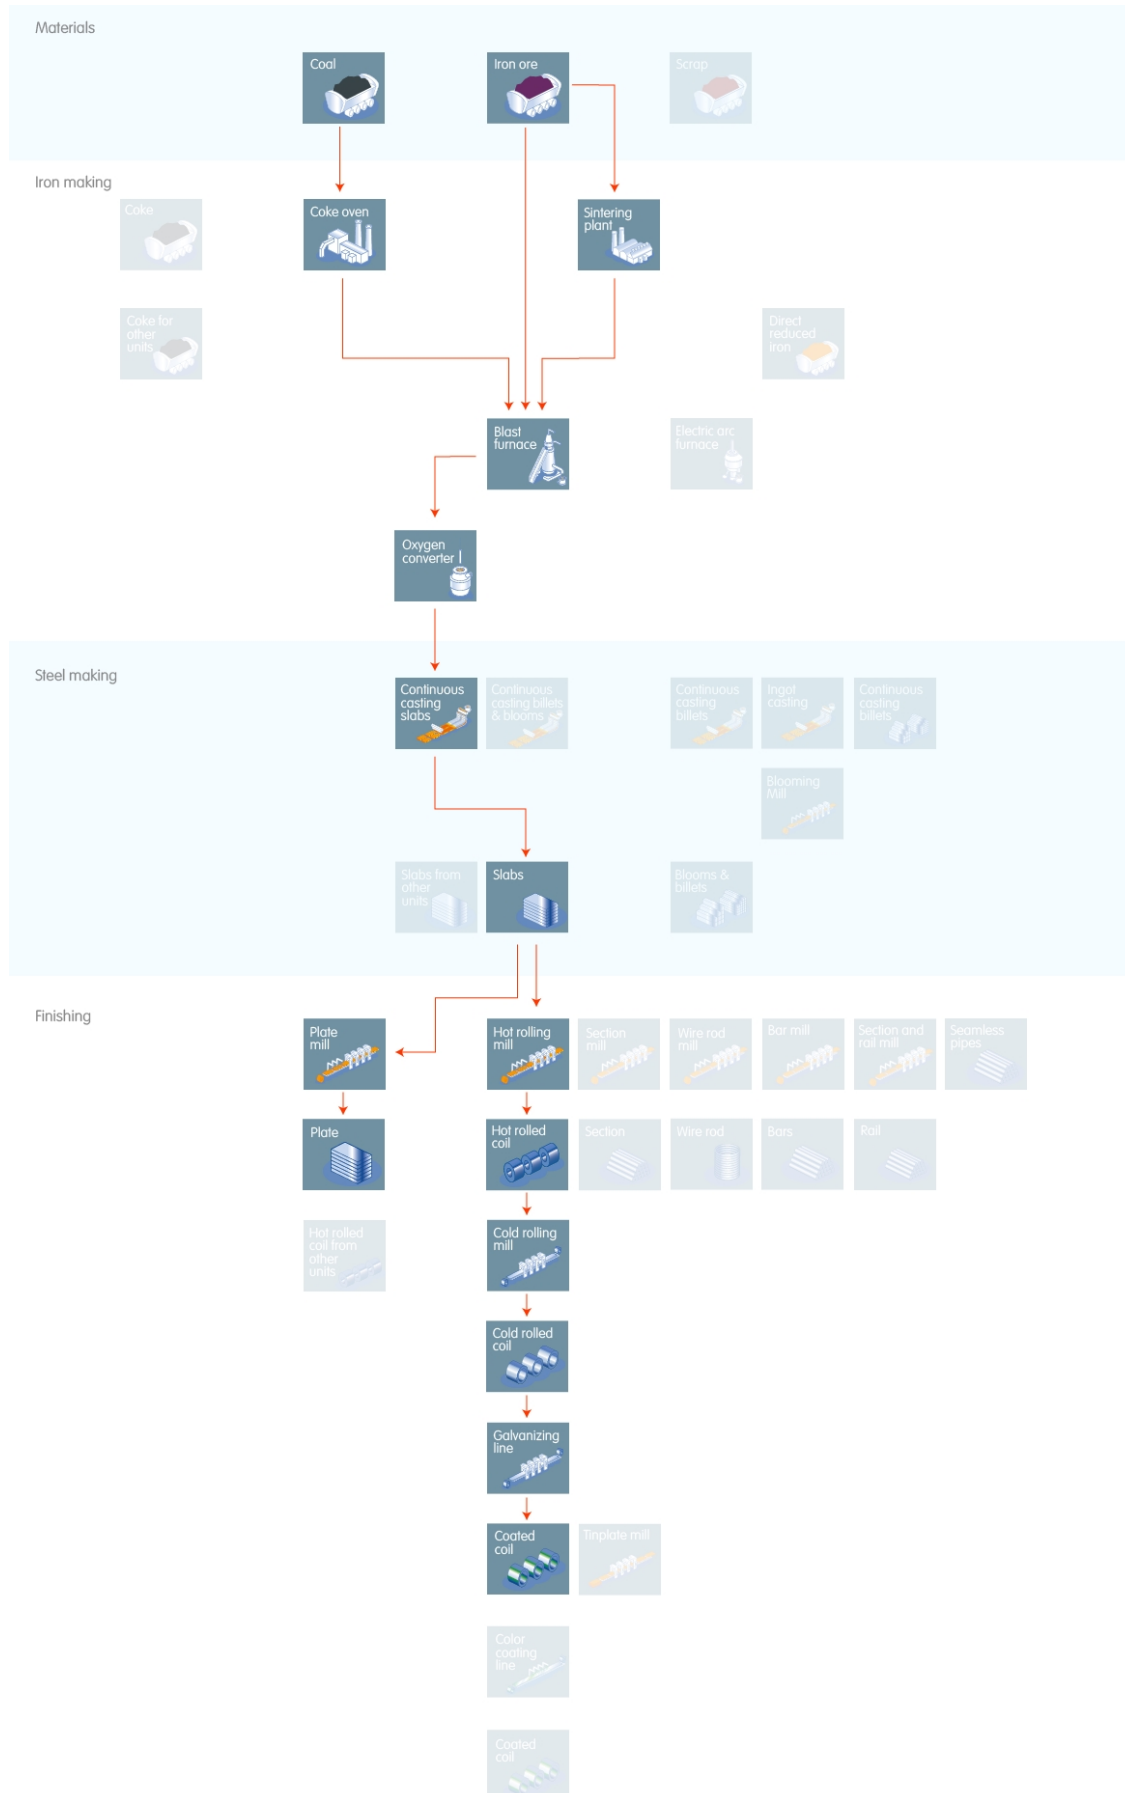 Materials
Coal
Iron ore
Scrap
Iron making
Coke
Coke oven
Sintering
plant
Coke for
other
units
Direct
reduced
iron
Blast
furnace
Electric arc
furnace
Oxygen
converter
Steel making
Continuous
casting
slabs
Continuous
casting billets
& blooms
Continuous
casting
billets
Ingot
casting
Continuous
casting
billets
Blooming
Mill
Slabs from
other
units
Slabs
Blooms &
billets
Finishing
Plate
mill
Hot rolling
mill
Section
mill
Wire rod
mill
Bar mill
Section and
rail mill
Seamless
pipes
Plate
Hot rolled
coil
Section
Wire rod
Bars
Rail
Hot rolled
coil from
other
units
Cold rolling
mill
Cold rolled
coil
Galvanizing
line
Coated
coil
Tinplate mill
Color
coating
line
Coated
coil